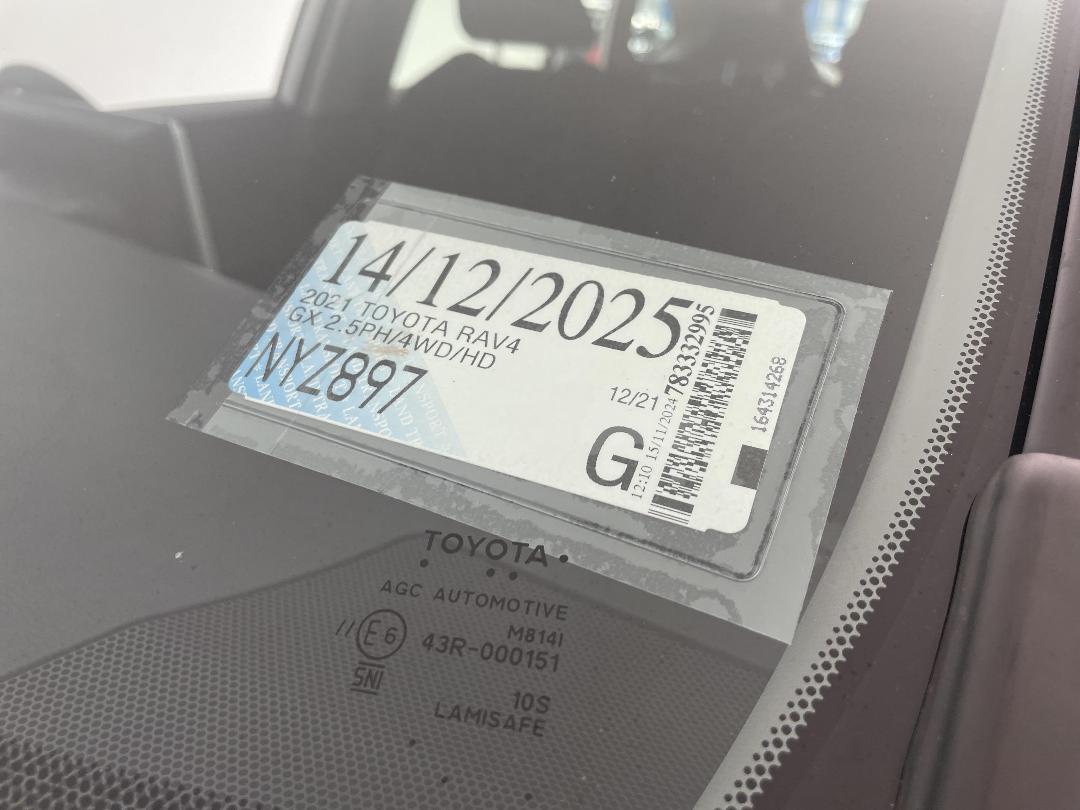 14/12/2025
2021 TOYOTA RAV4
GX 2.5PH/4WD/HD
NYZ897
12/21
G
12:10 15/11/2024
783332995
164314268
TOYOTA
AGC AUTOMOTIVE
M814I
E6 43R-000151
SNI
10S
LAMISAFE